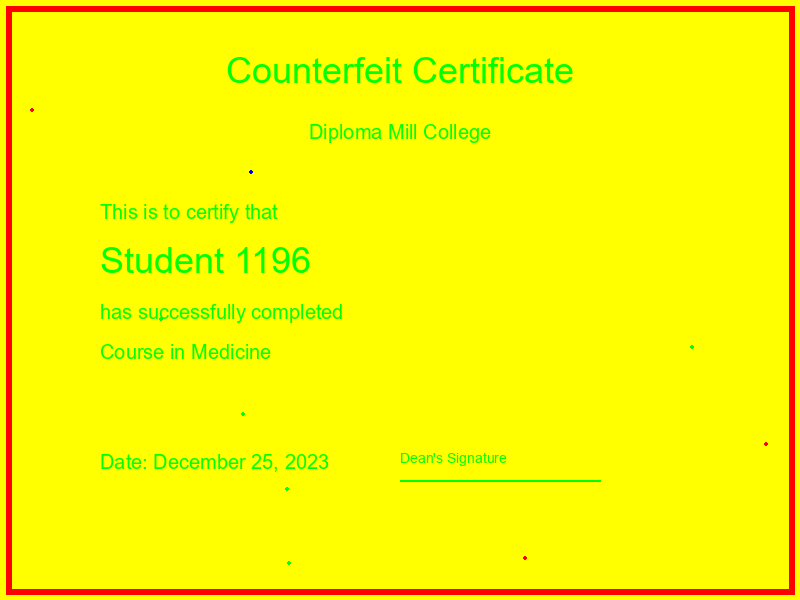 Counterfeit Certificate
Diploma Mill College
This is to certify that
Student 1196
has successfully completed
Course in Medicine
Date: December 25, 2023
Dean's Signature